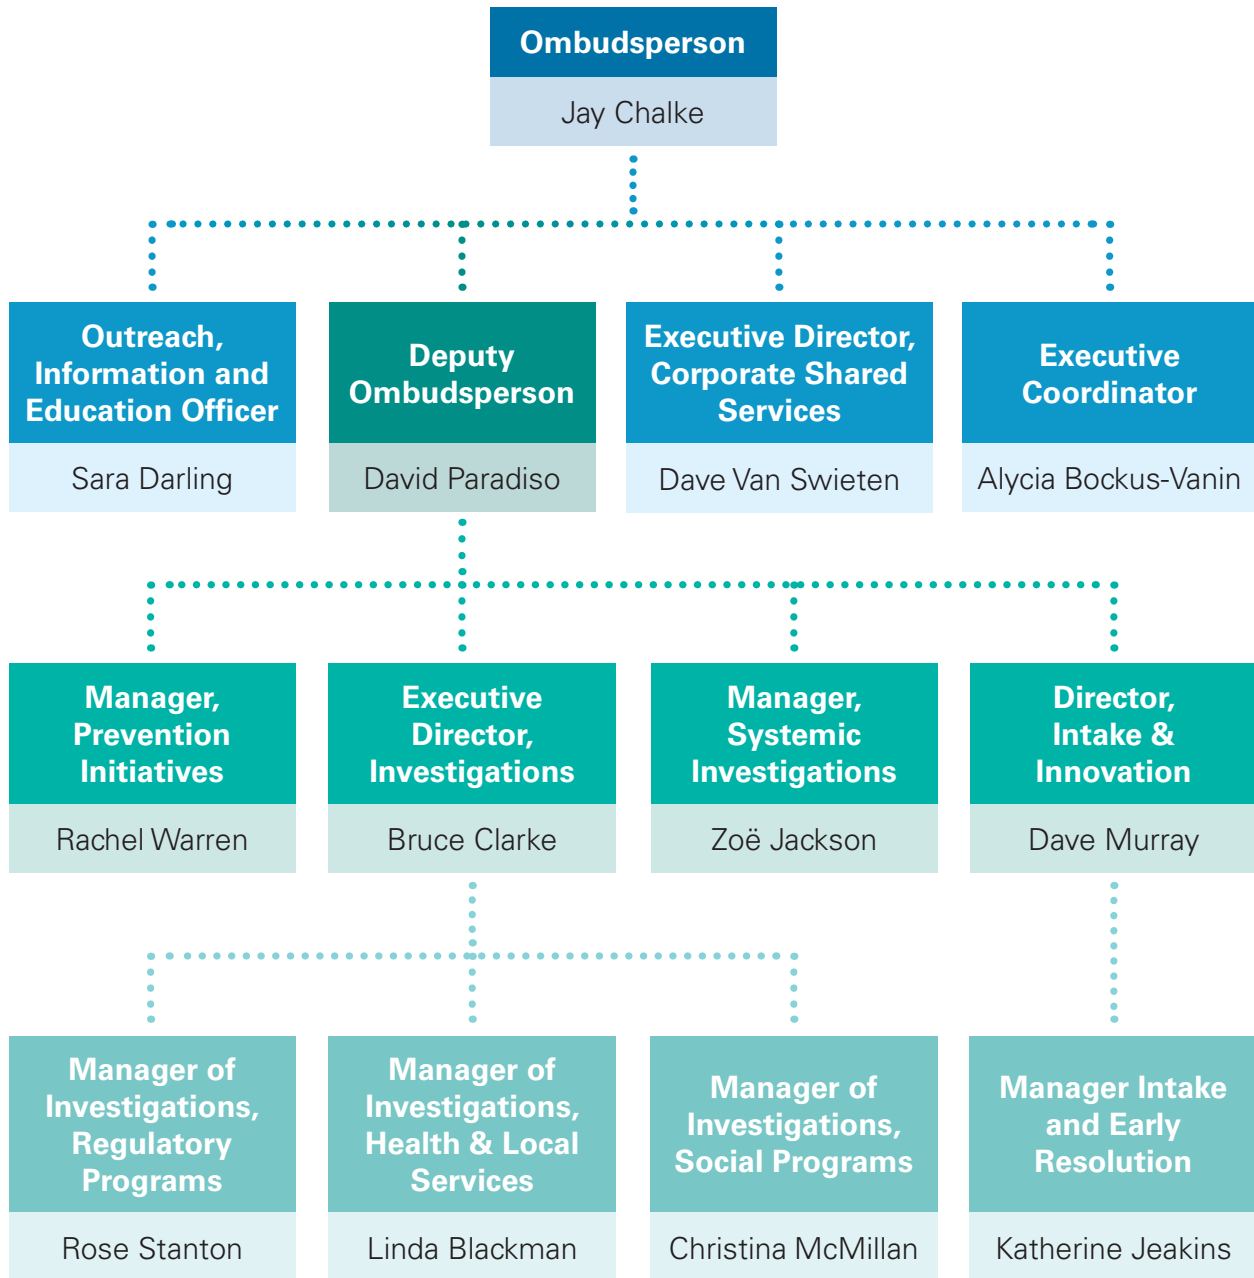 Ombudsperson
Jay Chalke
Outreach,
Information and
Education Officer
Sara Darling
Deputy
Ombudsperson
David Paradiso
Executive Director,
Corporate Shared
Services
Dave Van Swieten
Executive
Coordinator
Alycia Bockus-Vanin
Manager,
Prevention
Initiatives
Rachel Warren
Executive
Director,
Investigations
Bruce Clarke
Manager,
Systemic
Investigations
Zoë Jackson
Director,
Intake &
Innovation
Dave Murray
Manager of
Investigations,
Regulatory
Programs
Rose Stanton
Manager of
Investigations,
Health & Local
Services
Linda Blackman
Manager of
Investigations,
Social Programs
Christina McMillan
Manager Intake
and Early
Resolution
Katherine Jeakins